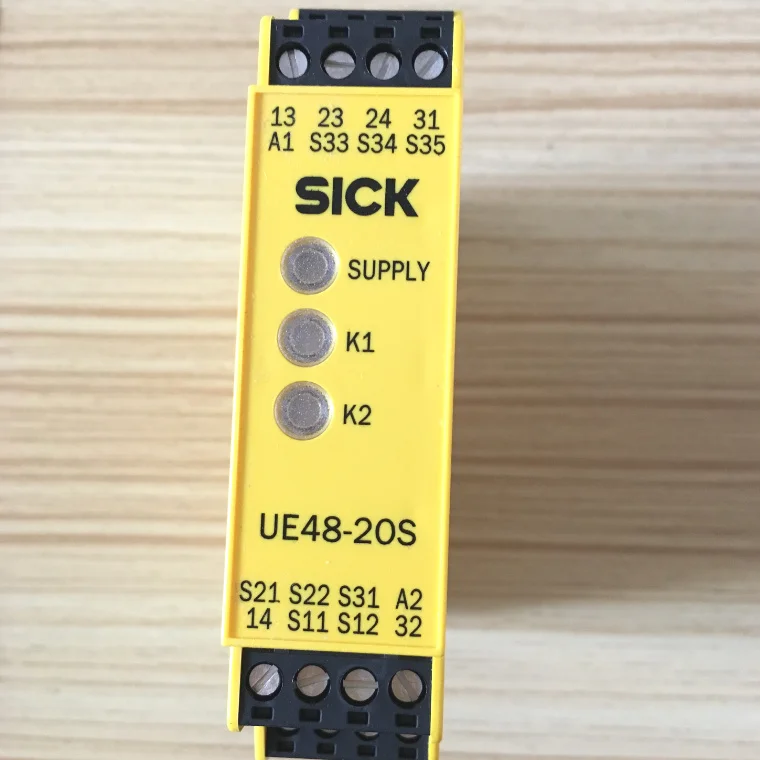 13 23 24 31
A1 S33 S34 S35
SICK
SUPPLY
K1
K2
UE48-20S
S21 S22 S31 A2
14 S11 S12 32